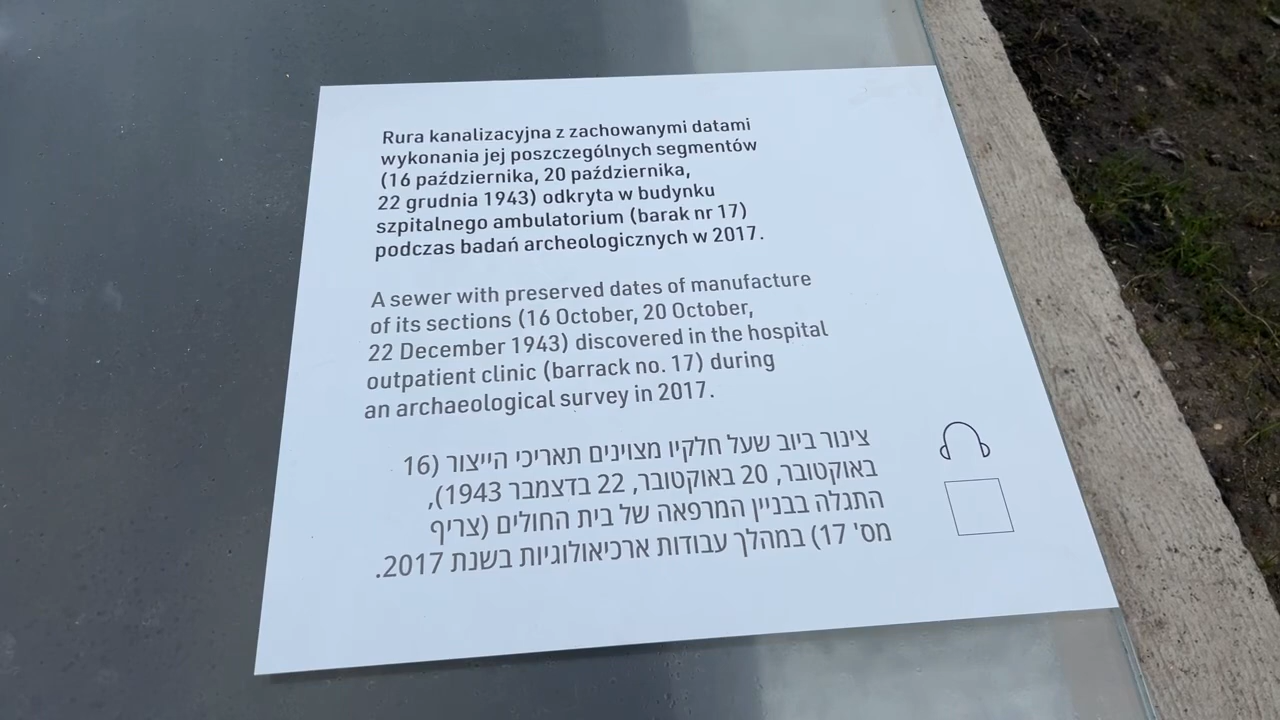 Rura kanalizacyjna z zachowanymi datami
wykonania jej poszczególnych segmentów
(16 października, 20 października,
22 grudnia 1943) odkryta w budynku
szpitalnego ambulatorium (barak nr 17)
podczas badań archeologicznych w 2017.
A sewer with preserved dates of manufacture
of its sections (16 October, 20 October,
22 December 1943) discovered in the hospital
outpatient clinic (barrack no. 17) during
an archaeological survey in 2017.
צינור ביוב שעל חלקיו מצוינים תאריכי הייצור (16
באוקטובר, 20 באוקטובר, 22 בדצמבר 1943),
התגלה בבניין המרפאה של בית החולים (צריף
מס' 17) במהלך עבודות ארכיאולוגיות בשנת 2017.